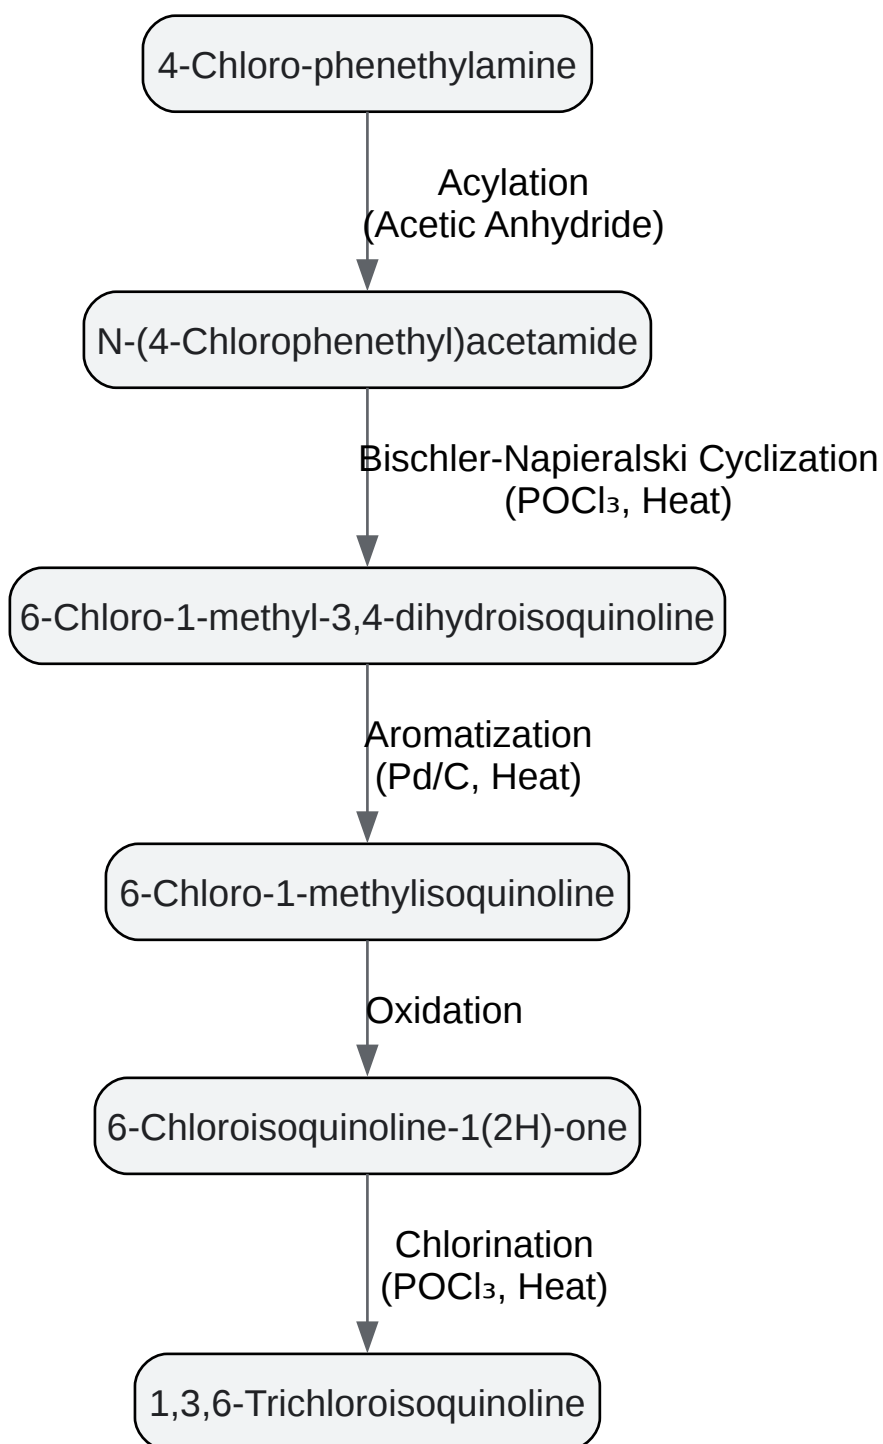 4-Chloro-phenethylamine
Acylation
(Acetic Anhydride)
N-(4-Chlorophenethyl)acetamide
Bischler-Napieralski Cyclization
(POCl₃, Heat)
6-Chloro-1-methyl-3,4-dihydroisoquinoline
Aromatization
(Pd/C, Heat)
6-Chloro-1-methylisoquinoline
Oxidation
6-Chloroisoquinoline-1(2H)-one
Chlorination
(POCl₃, Heat)
1,3,6-Trichloroisoquinoline